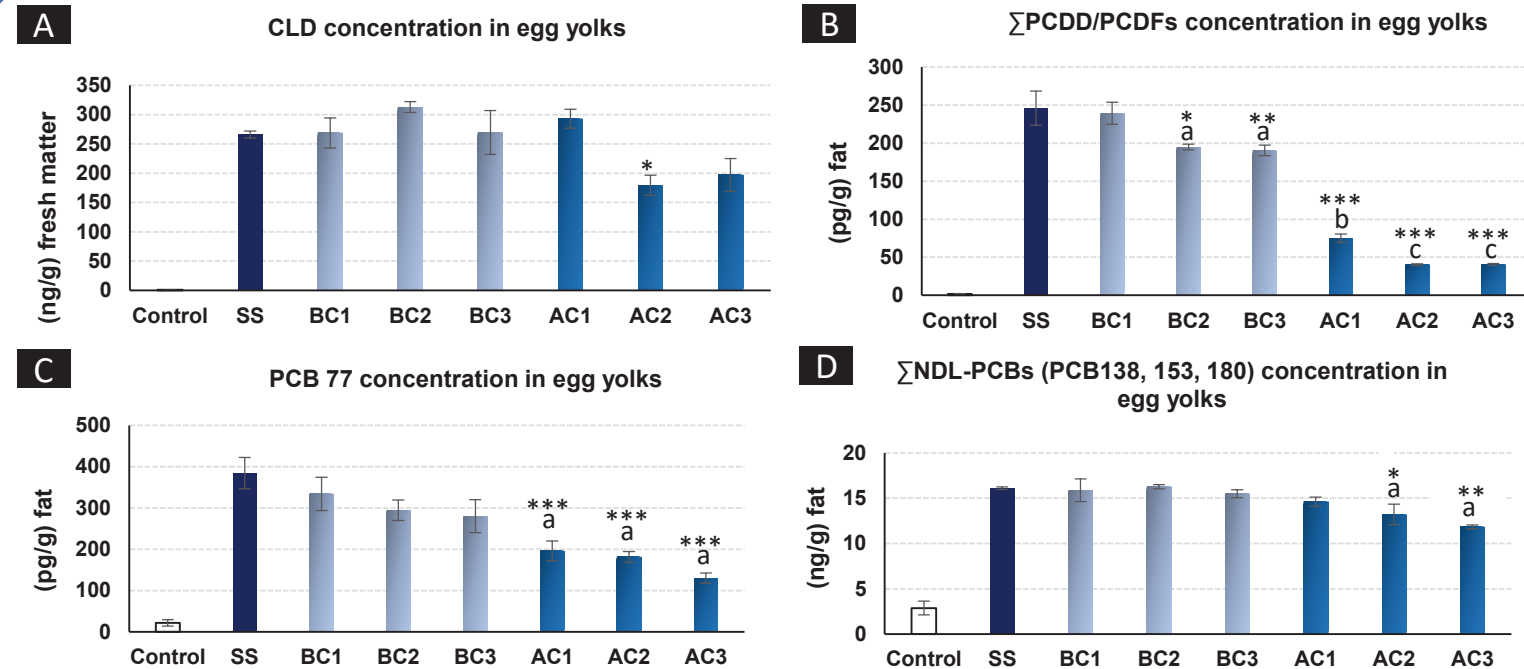 A
CLD concentration in egg yolks
(ng/g) fresh matter
350
300
250
200
150
100
50
0
*
Control SS BC1 BC2 BC3 AC1 AC2 AC3
B
∑PCDD/PCDFs concentration in egg yolks
(pg/g) fat
300
250
200
150
100
50
0
* ** *** *** ***
a a b c c
Control SS BC1 BC2 BC3 AC1 AC2 AC3
C
PCB 77 concentration in egg yolks
(pg/g) fat
500
400
300
200
100
0
*** *** ***
a a a
Control SS BC1 BC2 BC3 AC1 AC2 AC3
D
∑NDL-PCBs (PCB138, 153, 180) concentration in
egg yolks
(ng/g) fat
20
15
10
5
0
* **
a a
Control SS BC1 BC2 BC3 AC1 AC2 AC3